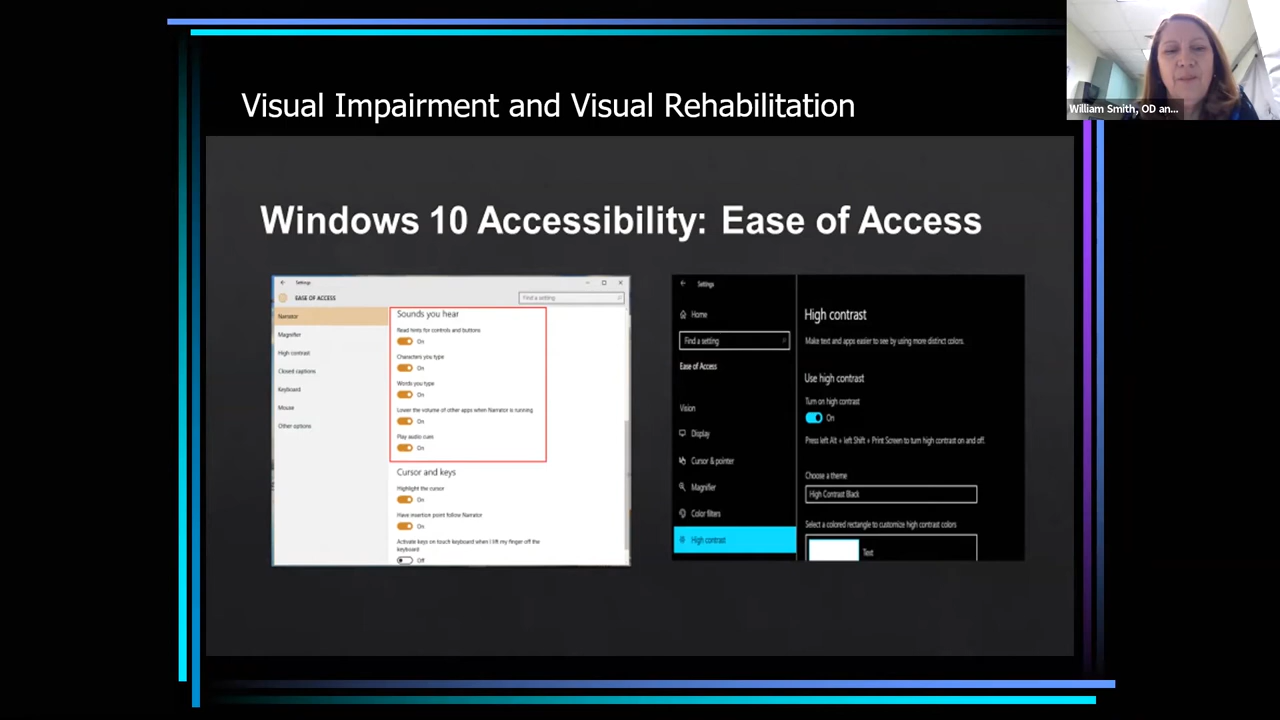 Visual Impairment and Visual Rehabilitation
William Smith, OD an...
Windows 10 Accessibility: Ease of Access
Settings
EASE OF ACCESS
Find a setting
Narrator
Magnifier
High contrast
Closed captions
Keyboard
Mouse
Other options
Sounds you hear
Read hints for controls and buttons
On
Characters you type
On
Words you type
On
Lower the volume of other apps when Narrator is running
On
Play audio cues
On
Cursor and keys
Highlight the cursor
On
Have insertion point follow Narrator
On
Activate keys on touch keyboard when I lift my finger off the
keyboard
Off
Settings
Home
Find a setting
Ease of Access
Vision
Display
Cursor & pointer
Magnifier
Color filters
High contrast
High contrast
Make text and apps easier to see by using more distinct colors.
Use high contrast
Turn on high contrast
On
Press left Alt + left Shift + Print Screen to turn high contrast on and off.
Choose a theme
High Contrast Black
Select a colored rectangle to customize high contrast colors
Text